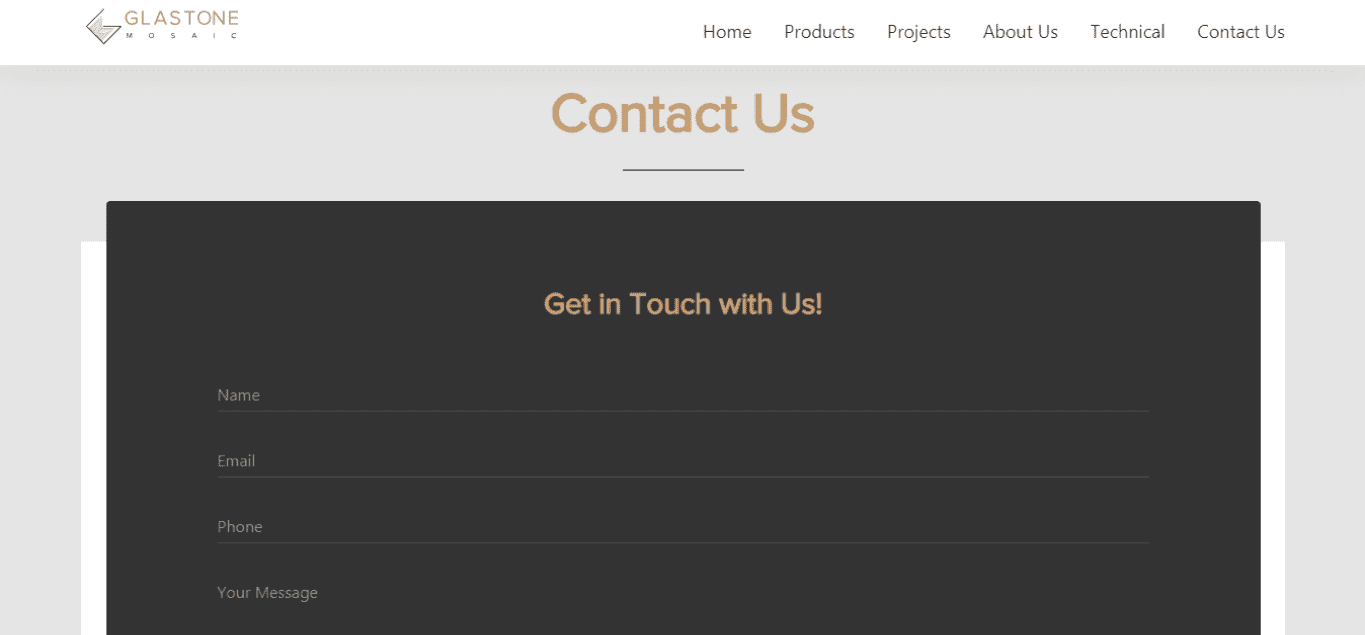 GLASTONE
MOSAIC
Home Products Projects About Us Technical Contact Us
Contact Us
Get in Touch with Us!
Name
Email
Phone
Your Message